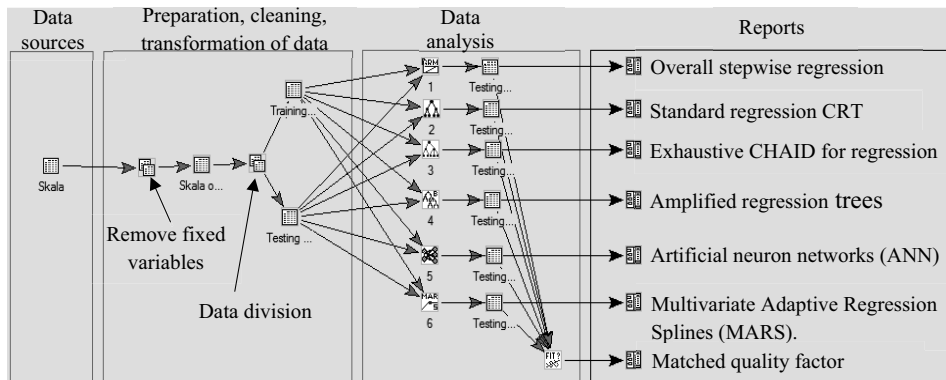 Data
sources
Preparation, cleaning,
transformation of data
Data
analysis
Reports
Skala
Skala o...
Training...
Testing ...
Remove fixed
variables
Data division
1
Testing...
2
Testing...
3
Testing...
4
Testing...
5
Testing...
MAR
6
Testing...
FIT?
Overall stepwise regression
Standard regression CRT
Exhaustive CHAID for regression
Amplified regression trees
Artificial neuron networks (ANN)
Multivariate Adaptive Regression
Splines (MARS).
Matched quality factor